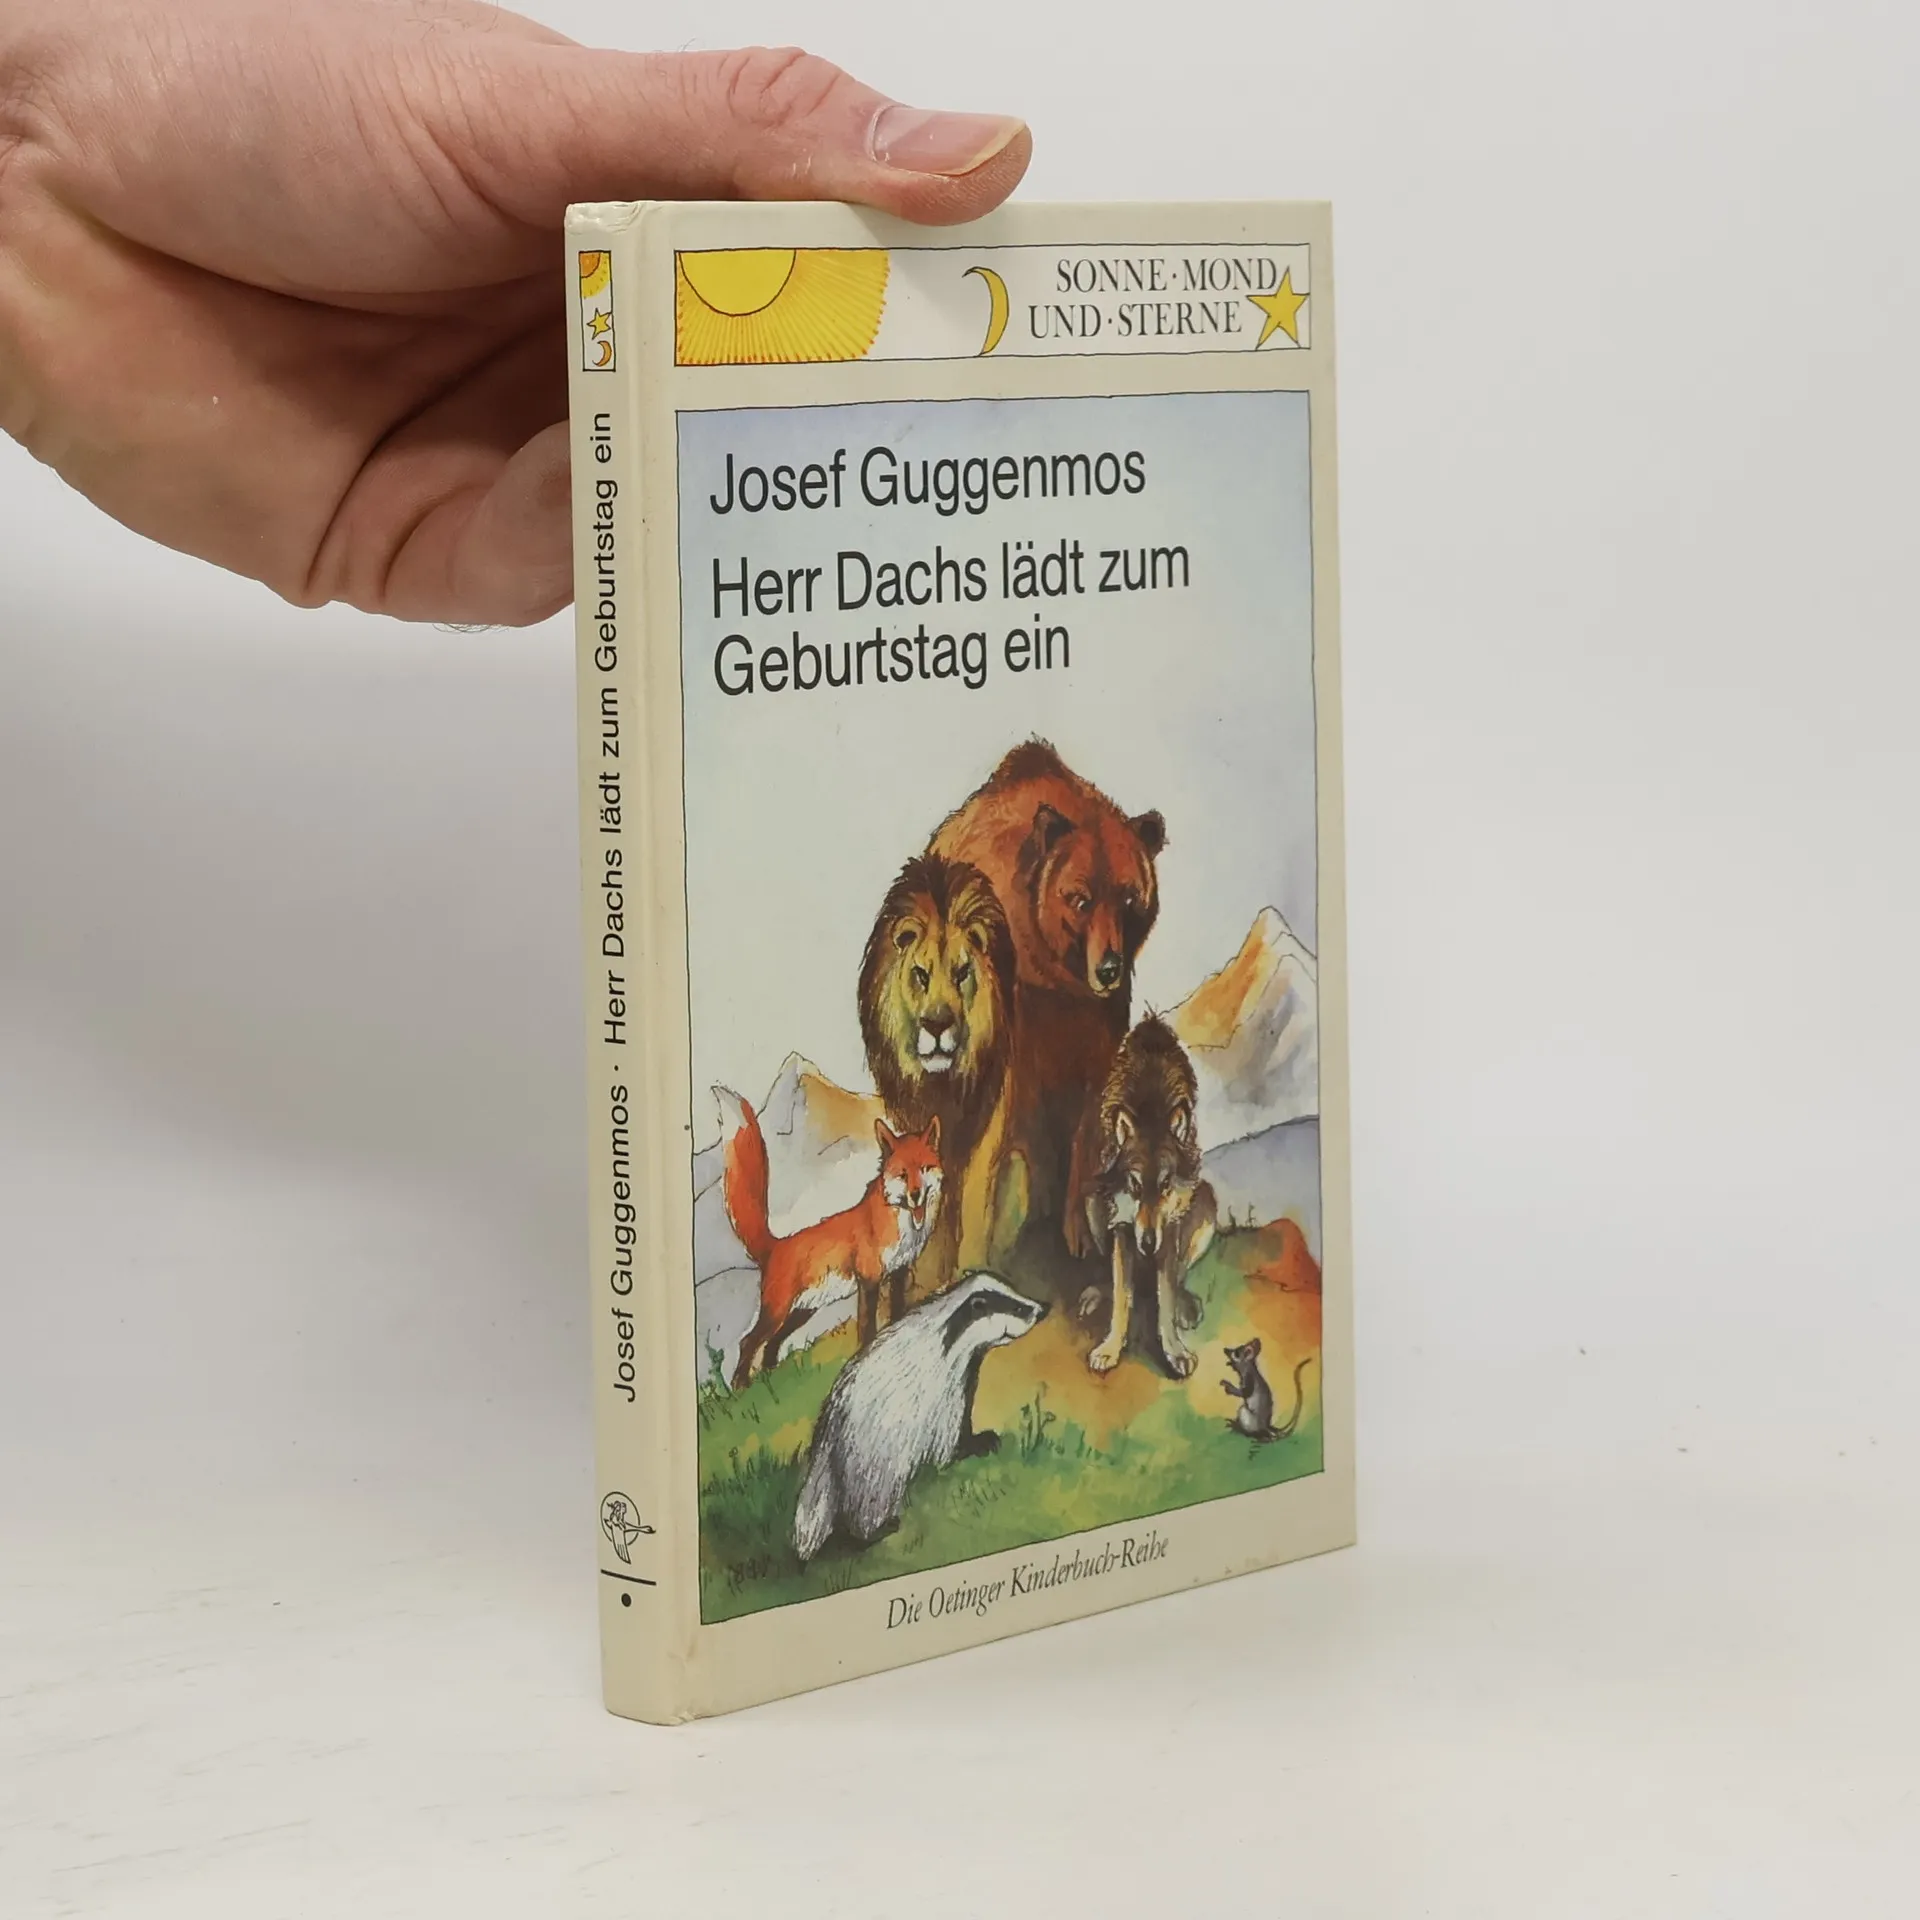 SONNE·MOND
UND·STERNE
Josef Guggenmos
Herr Dachs lädt zum
Geburtstag ein
Die Oetinger Kinderbuch-Reihe
Josef Guggenmos · Herr Dachs lädt zum Geburtstag ein